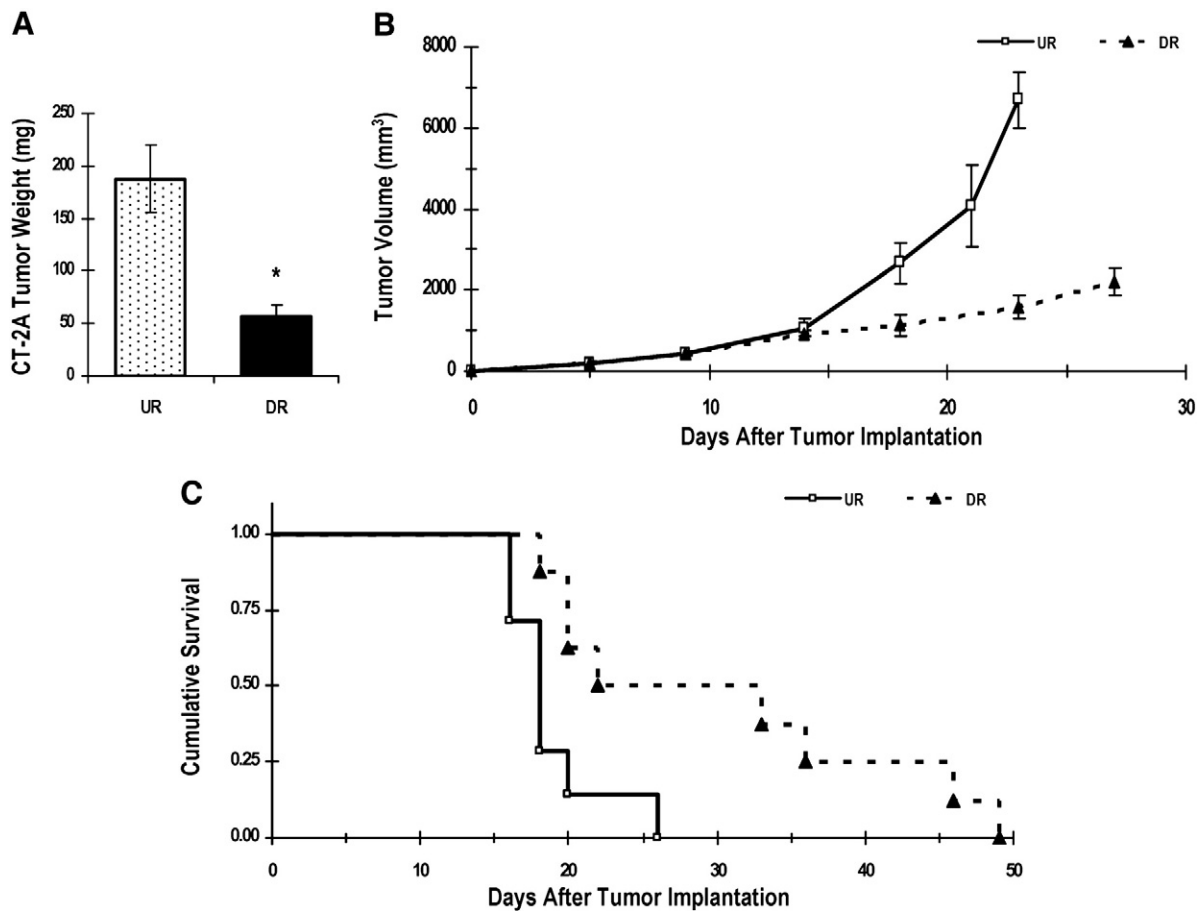 A
CT-2A Tumor Weight (mg)
250
200
150
100
50
0
*
UR
DR
B
UR
DR
Tumor Volume (mm³)
8000
6000
4000
2000
0
0
10
20
30
Days After Tumor Implantation
C
UR
DR
Cumulative Survival
1.00
0.75
0.50
0.25
0.00
0
10
20
30
40
50
Days After Tumor Implantation